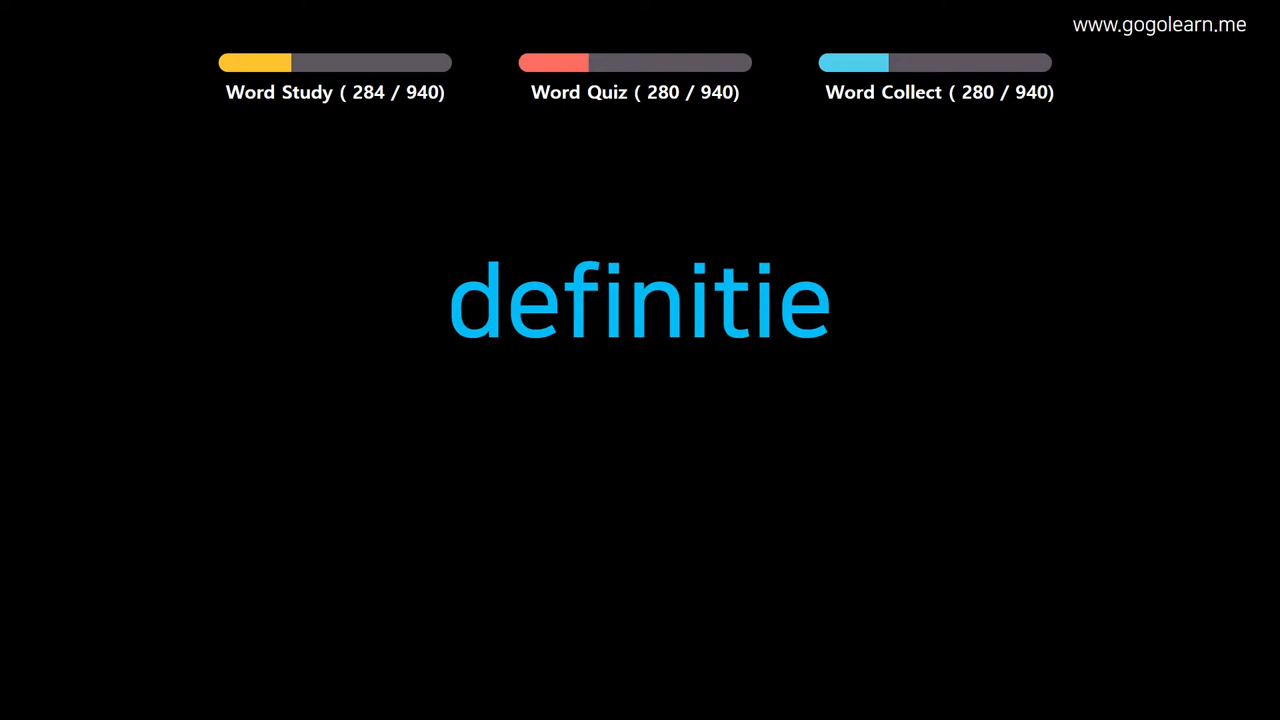 www.gogolearn.me
Word Study ( 284 / 940)
Word Quiz ( 280 / 940)
Word Collect ( 280 / 940)
definitie